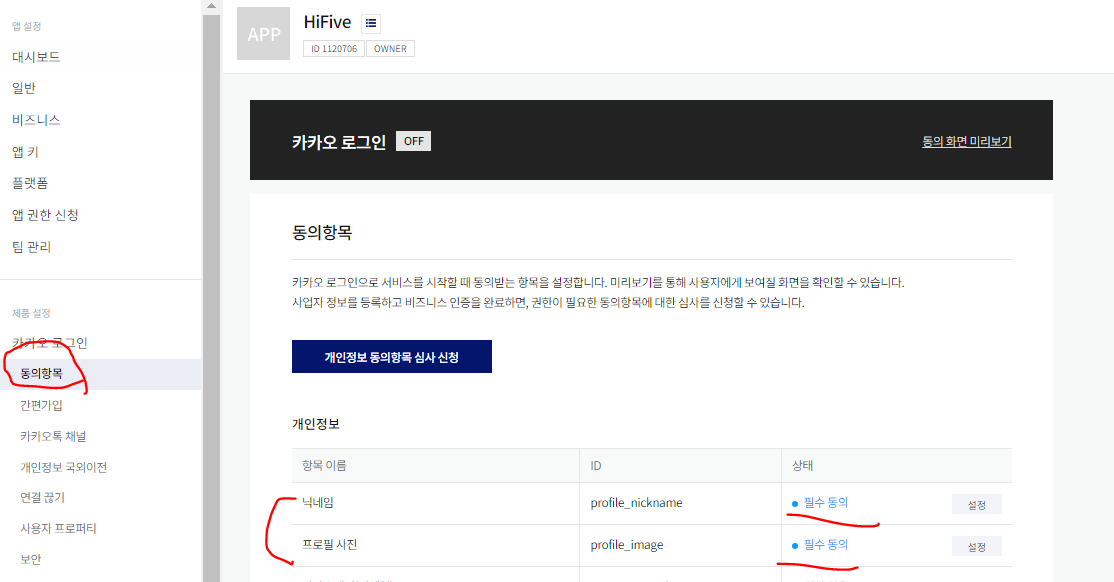 앱 설정
대시보드
일반
비즈니스
앱 키
플랫폼
앱 권한 신청
팀 관리
제품 설정
카카오 로그인
동의항목
간편가입
카카오톡 채널
개인정보 국외이전
연결 끊기
사용자 프로퍼티
보안
APP
HiFive
ID 1120706 OWNER
카카오 로그인 OFF
동의 화면 미리보기
동의항목
카카오 로그인으로 서비스를 시작할 때 동의받는 항목을 설정합니다. 미리보기를 통해 사용자에게 보여질 화면을 확인할 수 있습니다.
사업자 정보를 등록하고 비즈니스 인증을 완료하면, 권한이 필요한 동의항목에 대한 심사를 신청할 수 있습니다.
개인정보 동의항목 심사 신청
개인정보
항목 이름 ID 상태
닉네임 profile_nickname 필수 동의 설정
프로필 사진 profile_image 필수 동의 설정